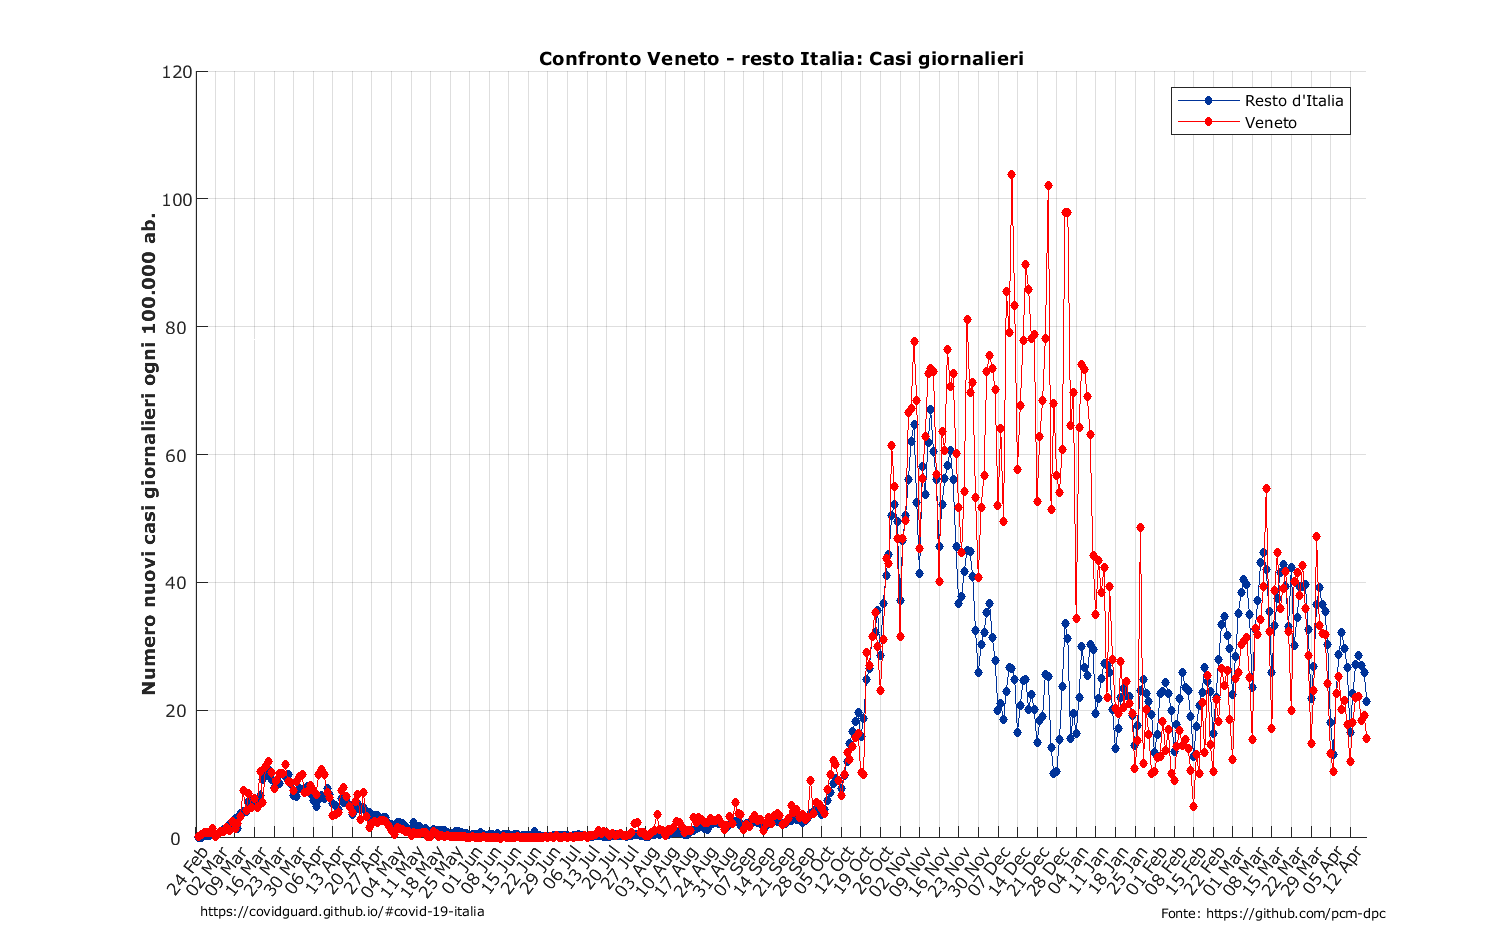 Confronto Veneto - resto Italia: Casi giornalieri
120
100
80
60
40
20
0
Numero nuovi casi giornalieri ogni 100.000 ab.
Resto d'Italia
Veneto
24 Feb
02 Mar
09 Mar
16 Mar
23 Mar
30 Mar
06 Apr
13 Apr
20 Apr
27 Apr
04 May
11 May
18 May
25 May
01 Jun
08 Jun
15 Jun
22 Jun
29 Jun
06 Jul
13 Jul
20 Jul
27 Jul
03 Aug
10 Aug
17 Aug
24 Aug
31 Aug
07 Sep
14 Sep
21 Sep
28 Sep
05 Oct
12 Oct
19 Oct
26 Oct
02 Nov
09 Nov
16 Nov
23 Nov
30 Nov
07 Dec
14 Dec
21 Dec
28 Dec
04 Jan
11 Jan
18 Jan
25 Jan
01 Feb
08 Feb
15 Feb
22 Feb
01 Mar
08 Mar
15 Mar
22 Mar
29 Mar
05 Apr
12 Apr
https://covidguard.github.io/#covid-19-italia
Fonte: https://github.com/pcm-dpc